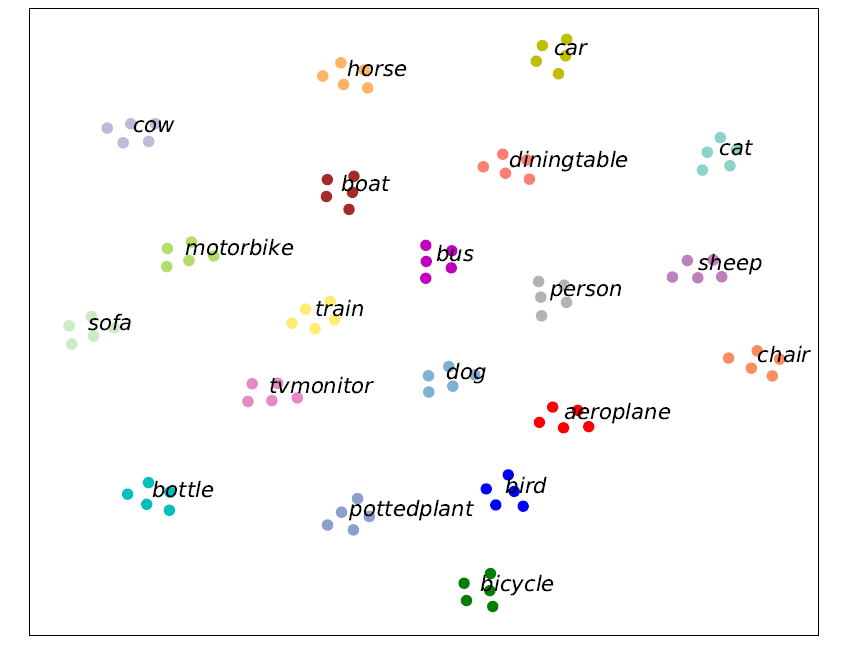 car
horse
cow
cat
diningtable
boat
motorbike
bus
sheep
person
train
sofa
chair
dog
tvmonitor
aeroplane
bird
bottle
pottedplant
bicycle